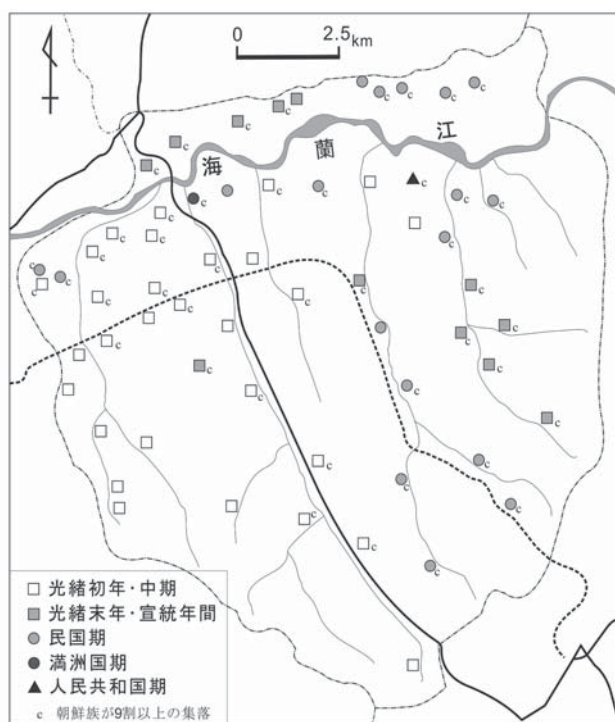 0 2.5km
海蘭江
□ 光緒初年・中期
■ 光緒末年・宣統年間
● 民国期
● 満洲国期
▲ 人民共和国期
c 朝鮮族が9割以上の集落